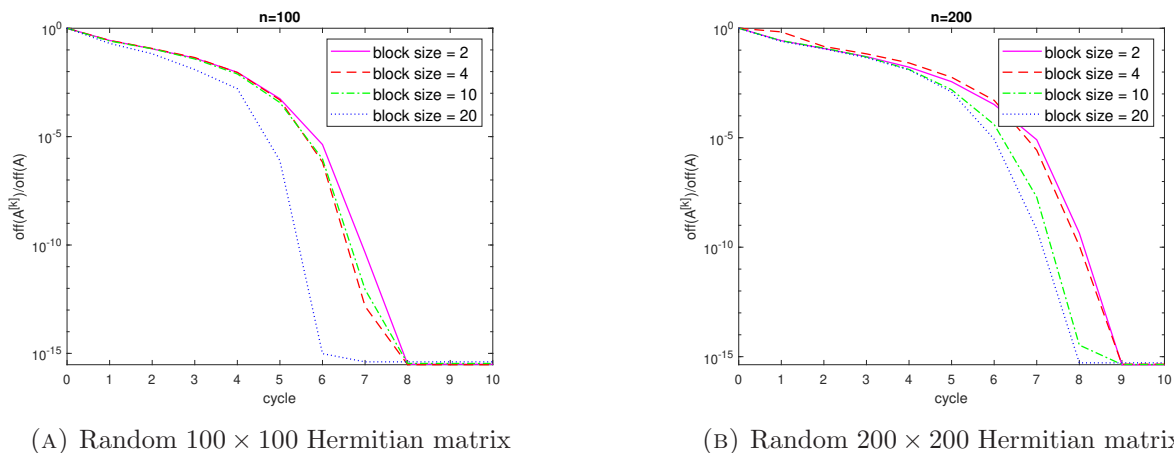 n=100
10^0
10^-5
10^-10
10^-15
off(A^[k])/off(A)
0 1 2 3 4 5 6 7 8 9 10
cycle
block size = 2
block size = 4
block size = 10
block size = 20
(A) Random 100 × 100 Hermitian matrix
n=200
10^0
10^-5
10^-10
10^-15
off(A^[k])/off(A)
0 1 2 3 4 5 6 7 8 9 10
cycle
block size = 2
block size = 4
block size = 10
block size = 20
(B) Random 200 × 200 Hermitian matrix